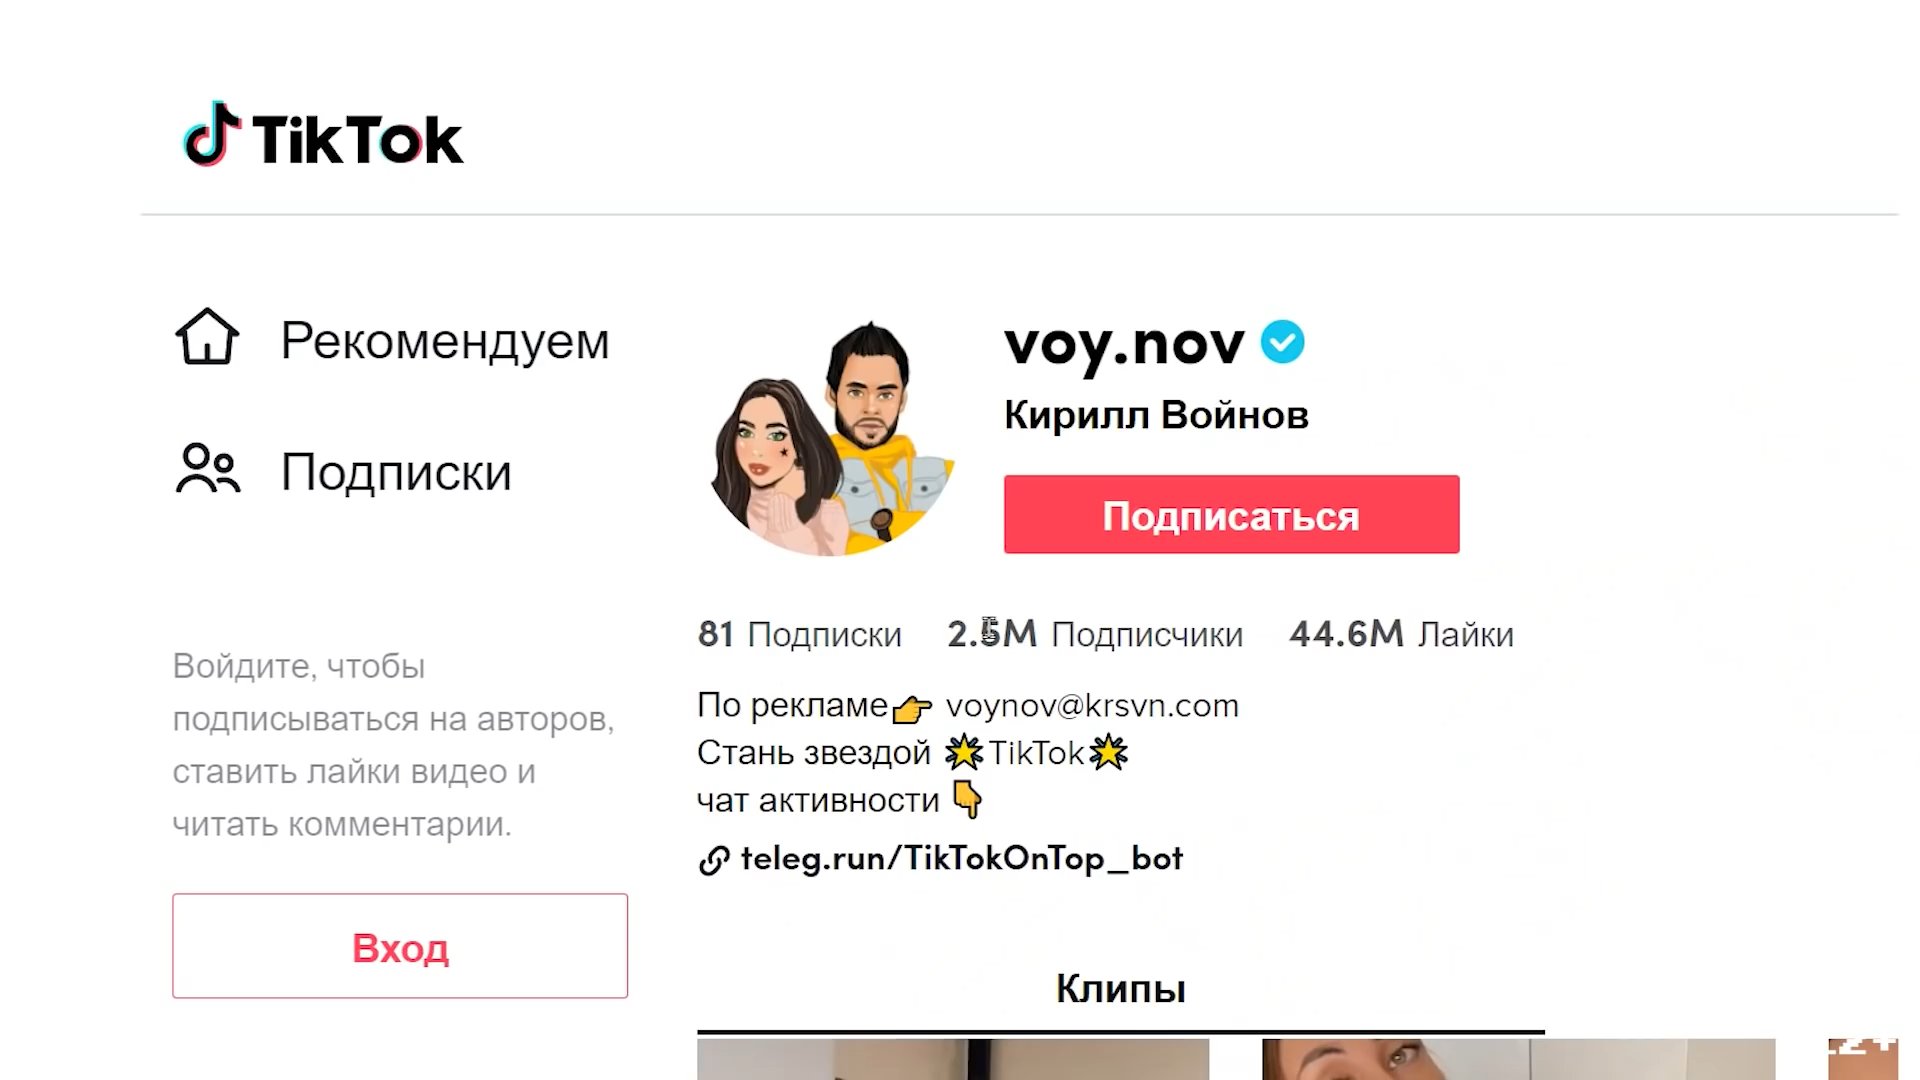 TikTok
Рекомендуем
Подписки
Войдите, чтобы
подписываться на авторов,
ставить лайки видео и
читать комментарии.
Вход
voy.nov
Кирилл Войнов
Подписаться
81 Подписки 2.5M Подписчики 44.6M Лайки
По рекламе👉 voynov@krsvn.com
Стань звездой 🌟TikTok🌟
чат активности 👇
teleg.run/TikTokOnTop_bot
Клипы